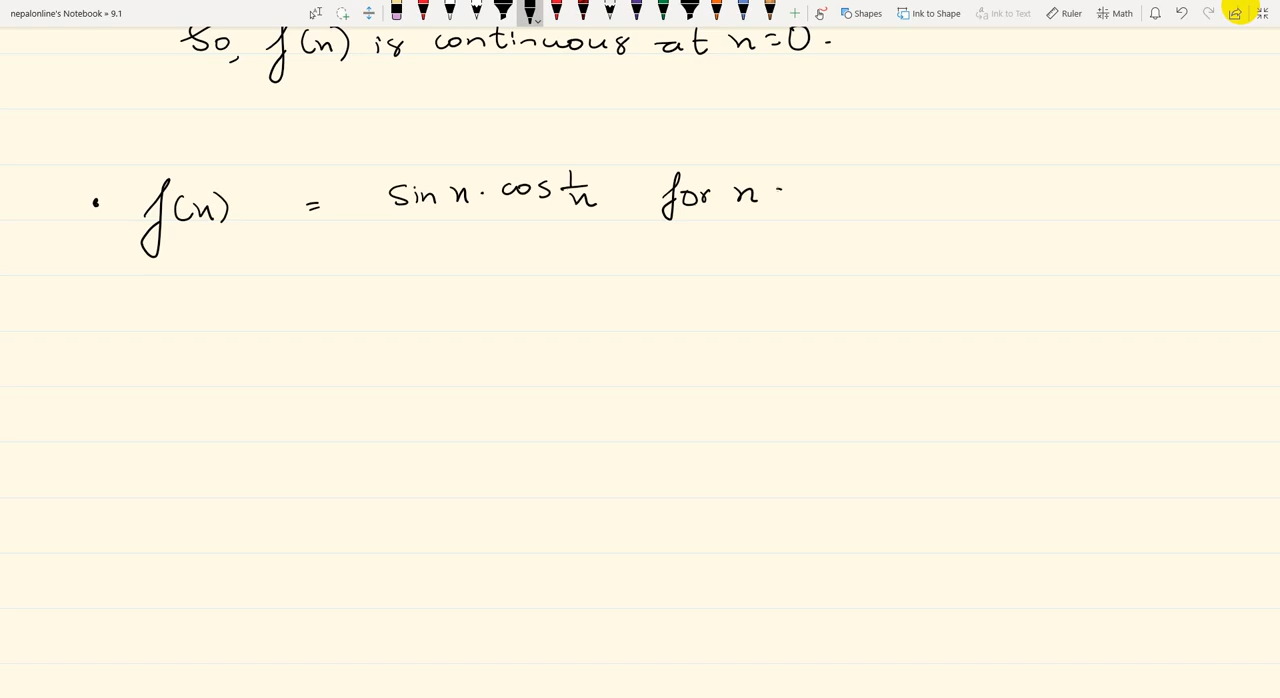 nepalonline's Notebook » 9.1
Shapes
Ink to Shape
Ink to Text
Ruler
Math
So, f(n) is continuous at n=0.
• f(n) = sin n · cos 1/n for n